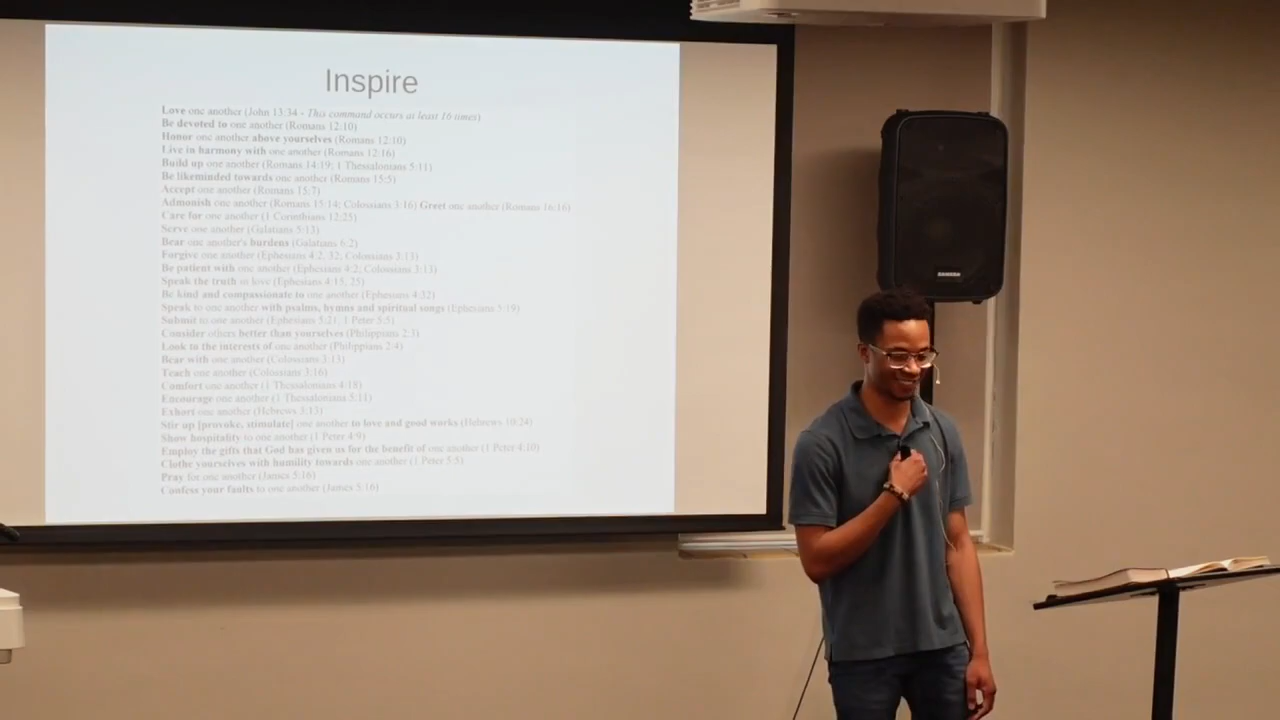 Inspire
Love one another (John 13:34 - This command occurs at least 16 times)
Be devoted to one another (Romans 12:10)
Honor one another above yourselves (Romans 12:10)
Live in harmony with one another (Romans 12:16)
Build up one another (Romans 14:19; 1 Thessalonians 5:11)
Be likeminded towards one another (Romans 15:5)
Accept one another (Romans 15:7)
Admonish one another (Romans 15:14; Colossians 3:16) Greet one another (Romans 16:16)
Care for one another (1 Corinthians 12:25)
Serve one another (Galatians 5:13)
Bear one another's burdens (Galatians 6:2)
Forgive one another (Ephesians 4:2, 32; Colossians 3:13)
Be patient with one another (Ephesians 4:2; Colossians 3:13)
Speak the truth in love (Ephesians 4:15, 25)
Be kind and compassionate to one another (Ephesians 4:32)
Speak to one another with psalms, hymns and spiritual songs (Ephesians 5:19)
Submit to one another (Ephesians 5:21, 1 Peter 5:5)
Consider others better than yourselves (Philippians 2:3)
Look to the interests of one another (Philippians 2:4)
Bear with one another (Colossians 3:13)
Teach one another (Colossians 3:16)
Comfort one another (1 Thessalonians 4:18)
Encourage one another (1 Thessalonians 5:11)
Exhort one another (Hebrews 3:13)
Stir up [provoke, stimulate] one another to love and good works (Hebrews 10:24)
Show hospitality to one another (1 Peter 4:9)
Employ the gifts that God has given us for the benefit of one another (1 Peter 4:10)
Clothe yourselves with humility towards one another (1 Peter 5:5)
Pray for one another (James 5:16)
Confess your faults to one another (James 5:16)
SAMSON